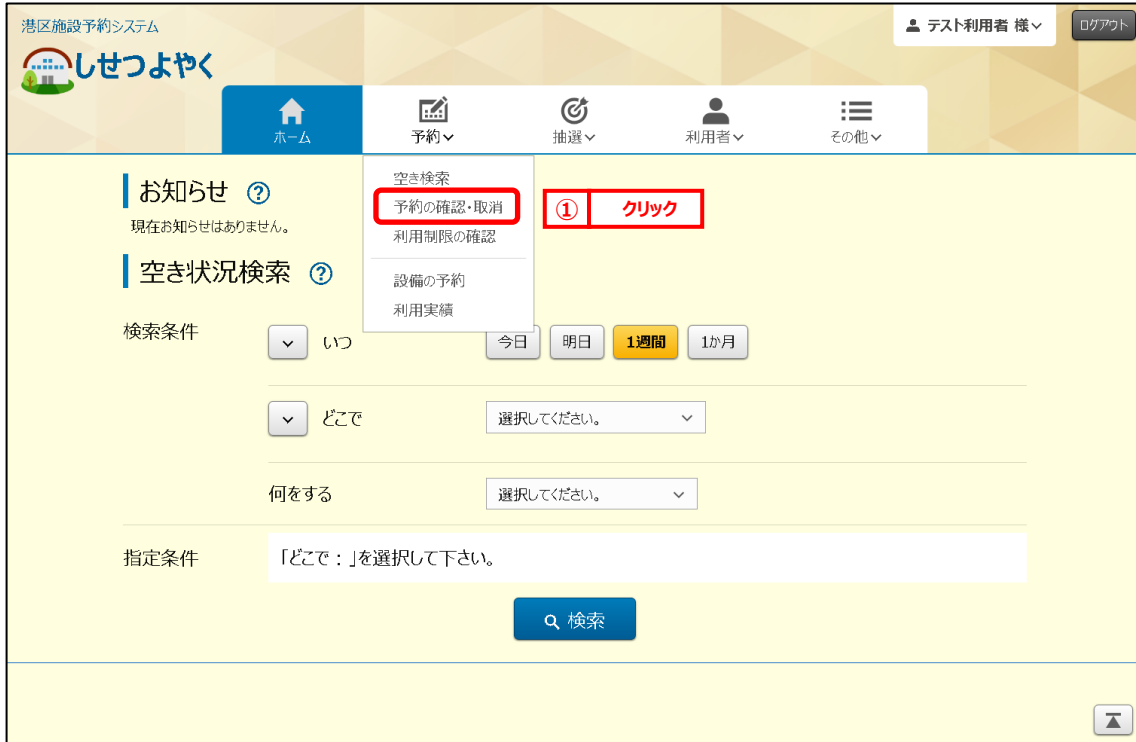 港区施設予約システム
しせつよやく
テスト利用者 様
ログアウト
ホーム
予約
抽選
利用者
その他
空き検索
予約の確認・取消
利用制限の確認
設備の予約
利用実績
① クリック
お知らせ ?
現在お知らせはありません。
空き状況検索 ?
検索条件
いつ
今日 明日 1週間 1か月
どこで
選択してください。
何をする
選択してください。
指定条件
「どこで：」を選択して下さい。
検索